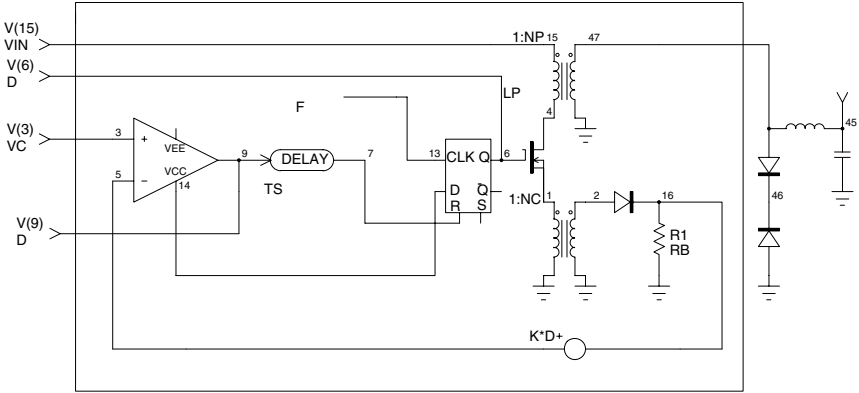 V(15)
VIN
1:NP 15 47
V(6)
D
F
LP
45
4
V(3)
VC
3
+
VEE
9
DELAY
7
13 CLK Q 6
VCC
5
−
14
TS
D Q
R S
1:NC 1
2
16
46
V(9)
D
R1
RB
K*D+